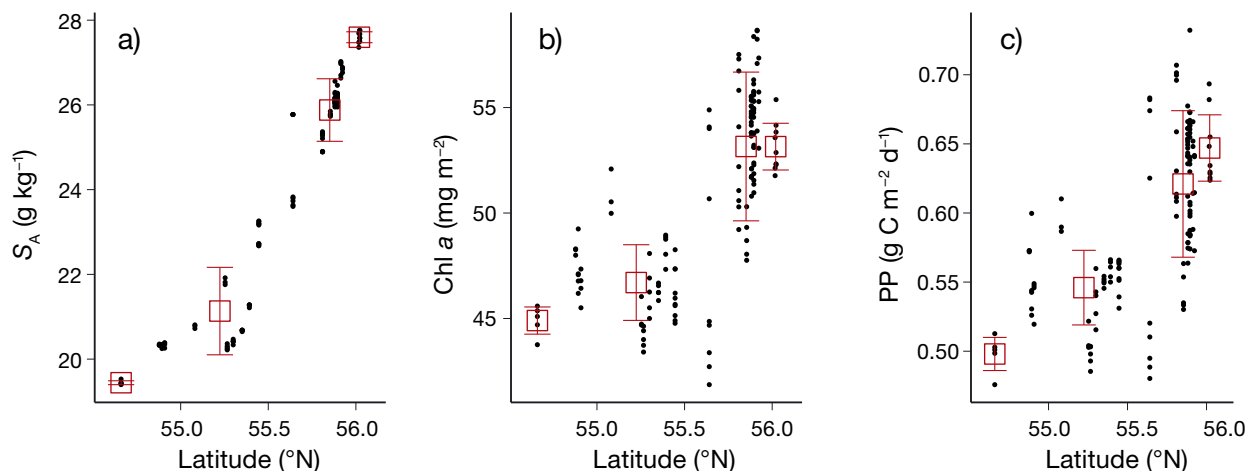 a)
S_A (g kg⁻¹)
28
26
24
22
20
55.0 55.5 56.0
Latitude (°N)
b)
Chl a (mg m⁻²)
55
50
45
55.0 55.5 56.0
Latitude (°N)
c)
PP (g C m⁻² d⁻¹)
0.70
0.65
0.60
0.55
0.50
55.0 55.5 56.0
Latitude (°N)